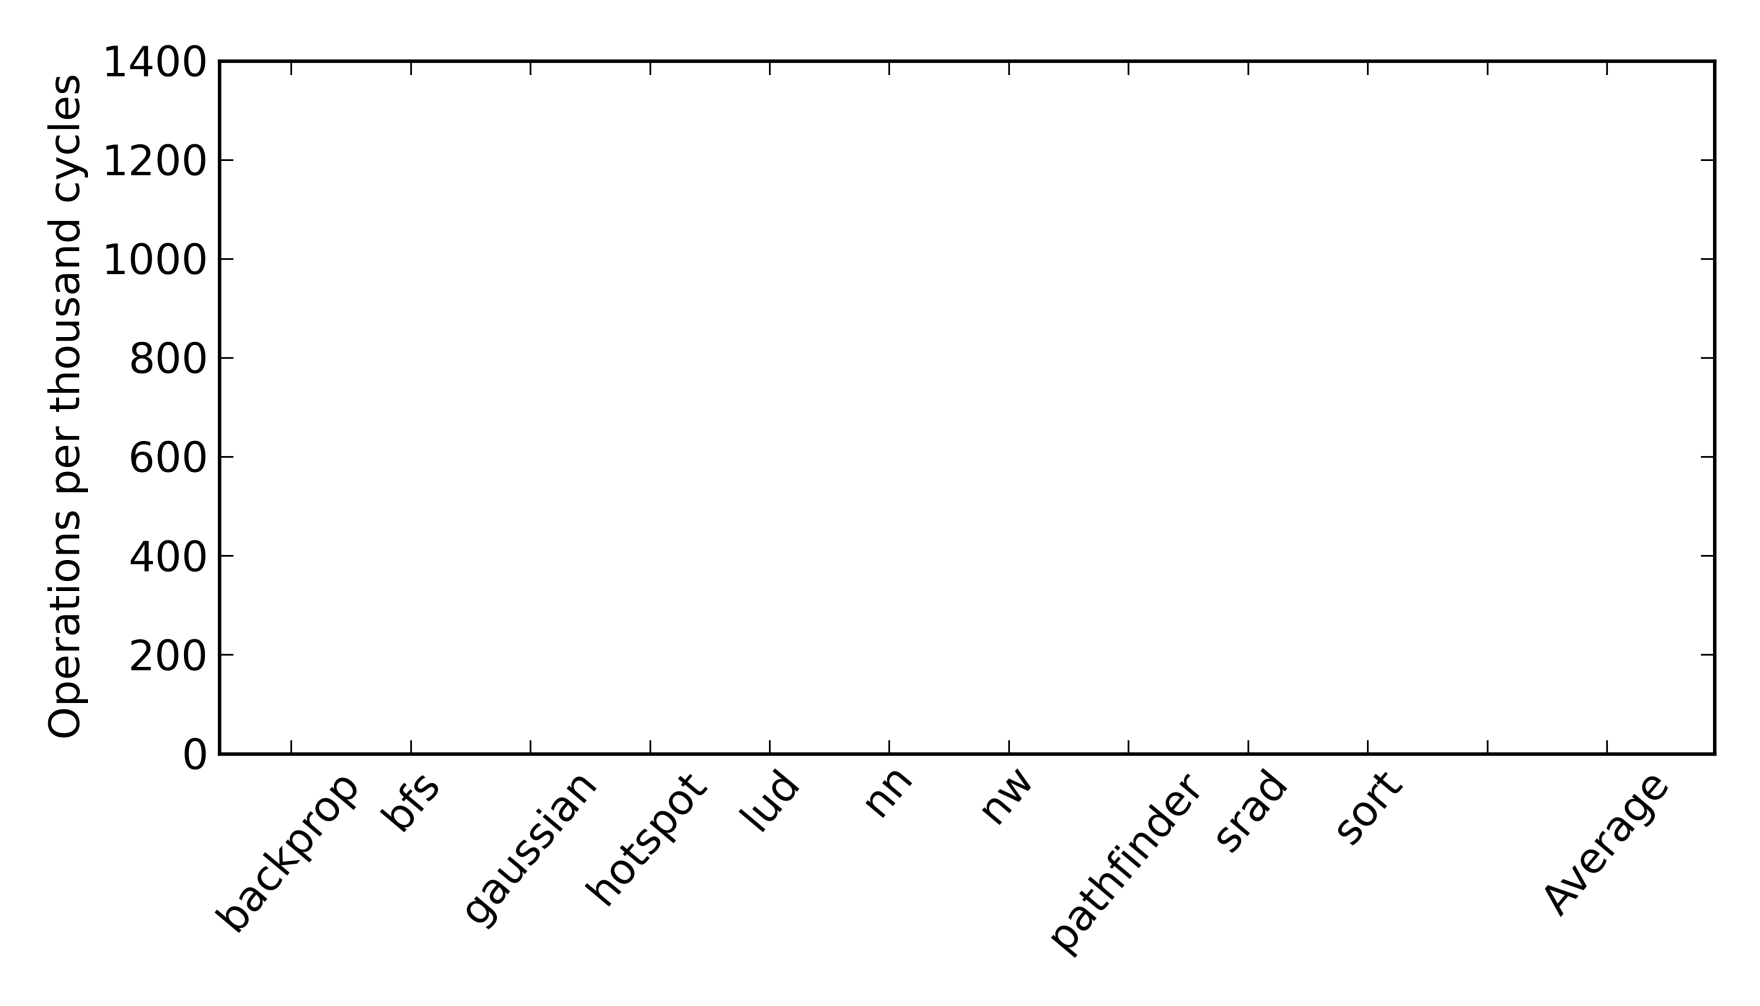 Operations per thousand cycles
1400
1200
1000
800
600
400
200
0
backprop
bfs
gaussian
hotspot
lud
nn
nw
pathfinder
srad
sort
Average